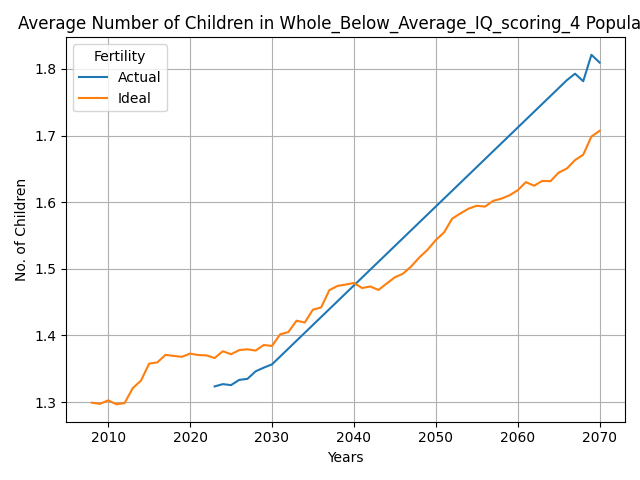 Average Number of Children in Whole_Below_Average_IQ_scoring_4 Popula
Fertility
Actual
Ideal
No. of Children
1.8
1.7
1.6
1.5
1.4
1.3
2010 2020 2030 2040 2050 2060 2070
Years